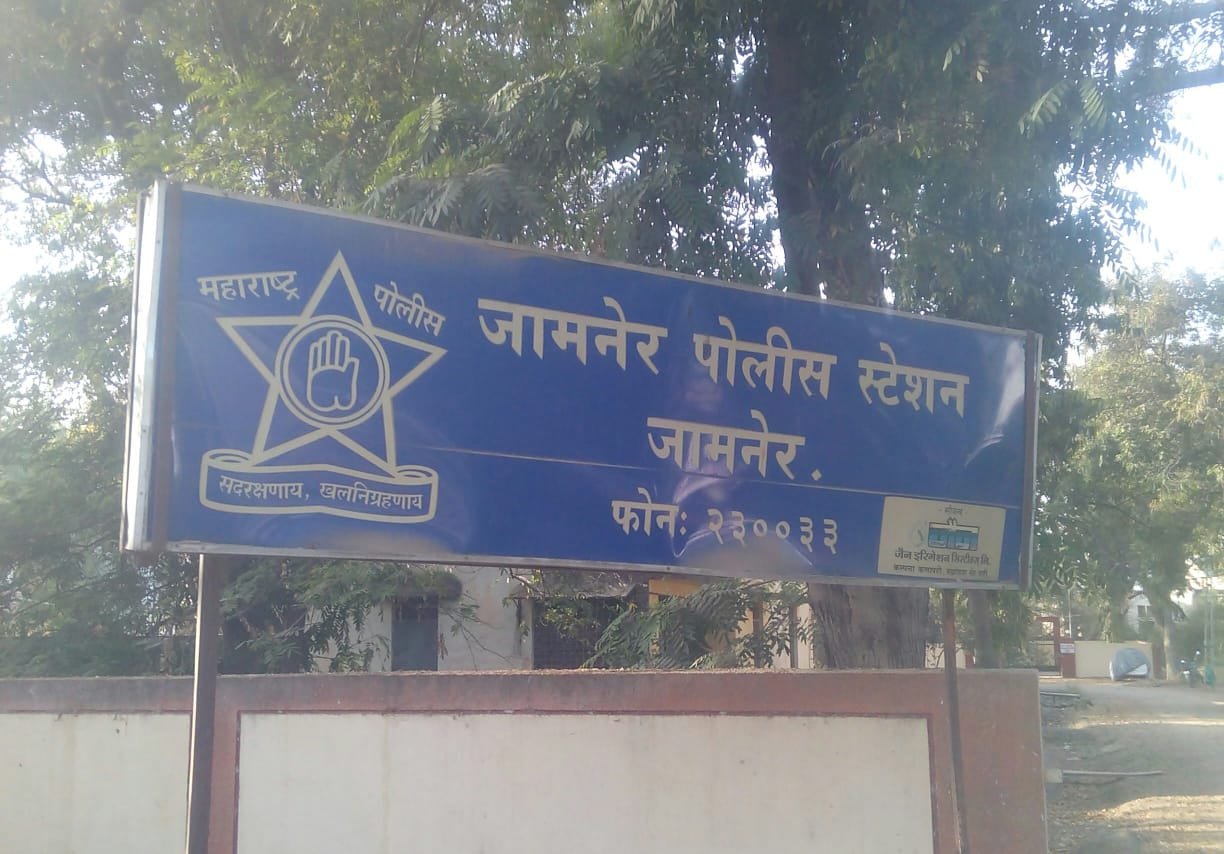 महाराष्ट्र पोलीस
सदरक्षणाय, खलनिग्रहणाय
जामनेर पोलीस स्टेशन
जामनेर.
फोनः २३००३३
जैन इरिगेशन सिस्टीम्स लि.